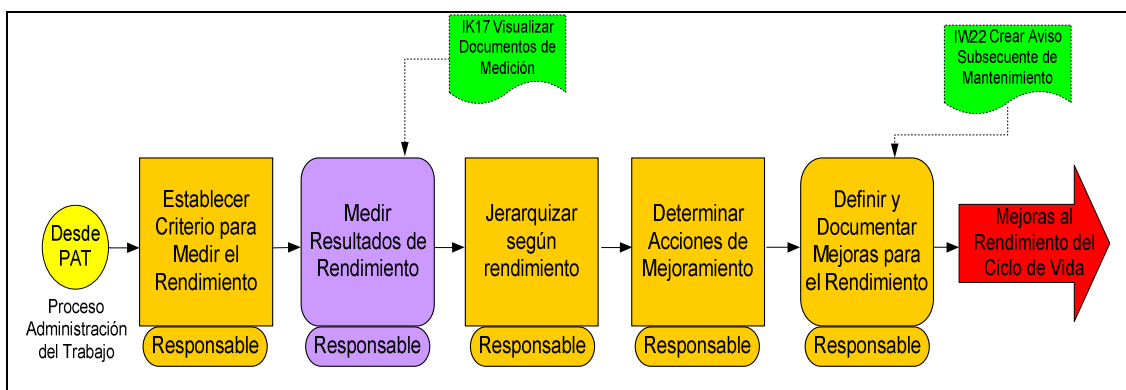 IK17 Visualizar
Documentos de
Medición
IW22 Crear Aviso
Subsecuente de
Mantenimiento
Desde
PAT
Proceso
Administración
del Trabajo
Establecer
Criterio para
Medir el
Rendimiento
Responsable
Medir
Resultados de
Rendimiento
Responsable
Jerarquizar
según
rendimiento
Responsable
Determinar
Acciones de
Mejoramiento
Responsable
Definir y
Documentar
Mejoras para
el Rendimiento
Responsable
Mejoras al
Rendimiento del
Ciclo de Vida